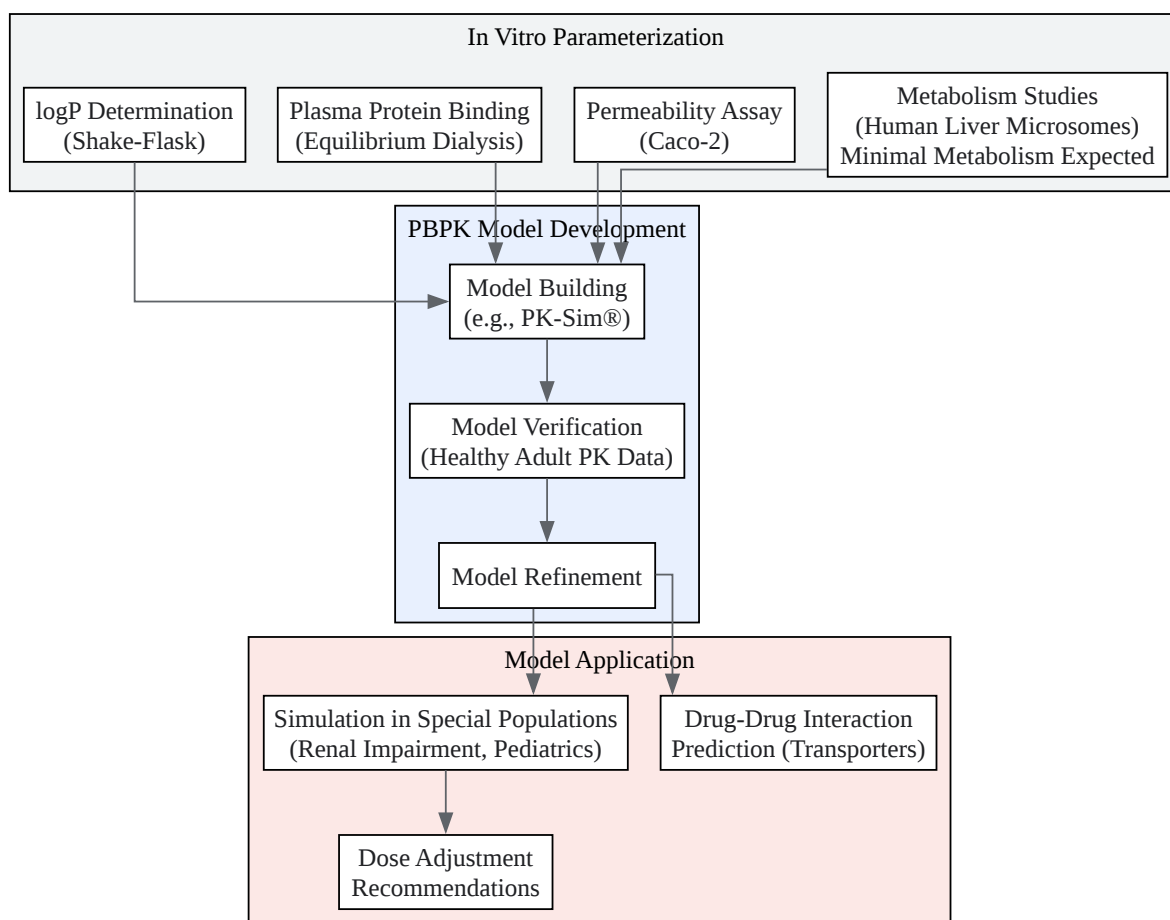 In Vitro Parameterization
logP Determination
(Shake-Flask)
Plasma Protein Binding
(Equilibrium Dialysis)
Permeability Assay
(Caco-2)
Metabolism Studies
(Human Liver Microsomes)
Minimal Metabolism Expected
PBPK Model Development
Model Building
(e.g., PK-Sim®)
Model Verification
(Healthy Adult PK Data)
Model Refinement
Model Application
Simulation in Special Populations
(Renal Impairment, Pediatrics)
Drug-Drug Interaction
Prediction (Transporters)
Dose Adjustment
Recommendations